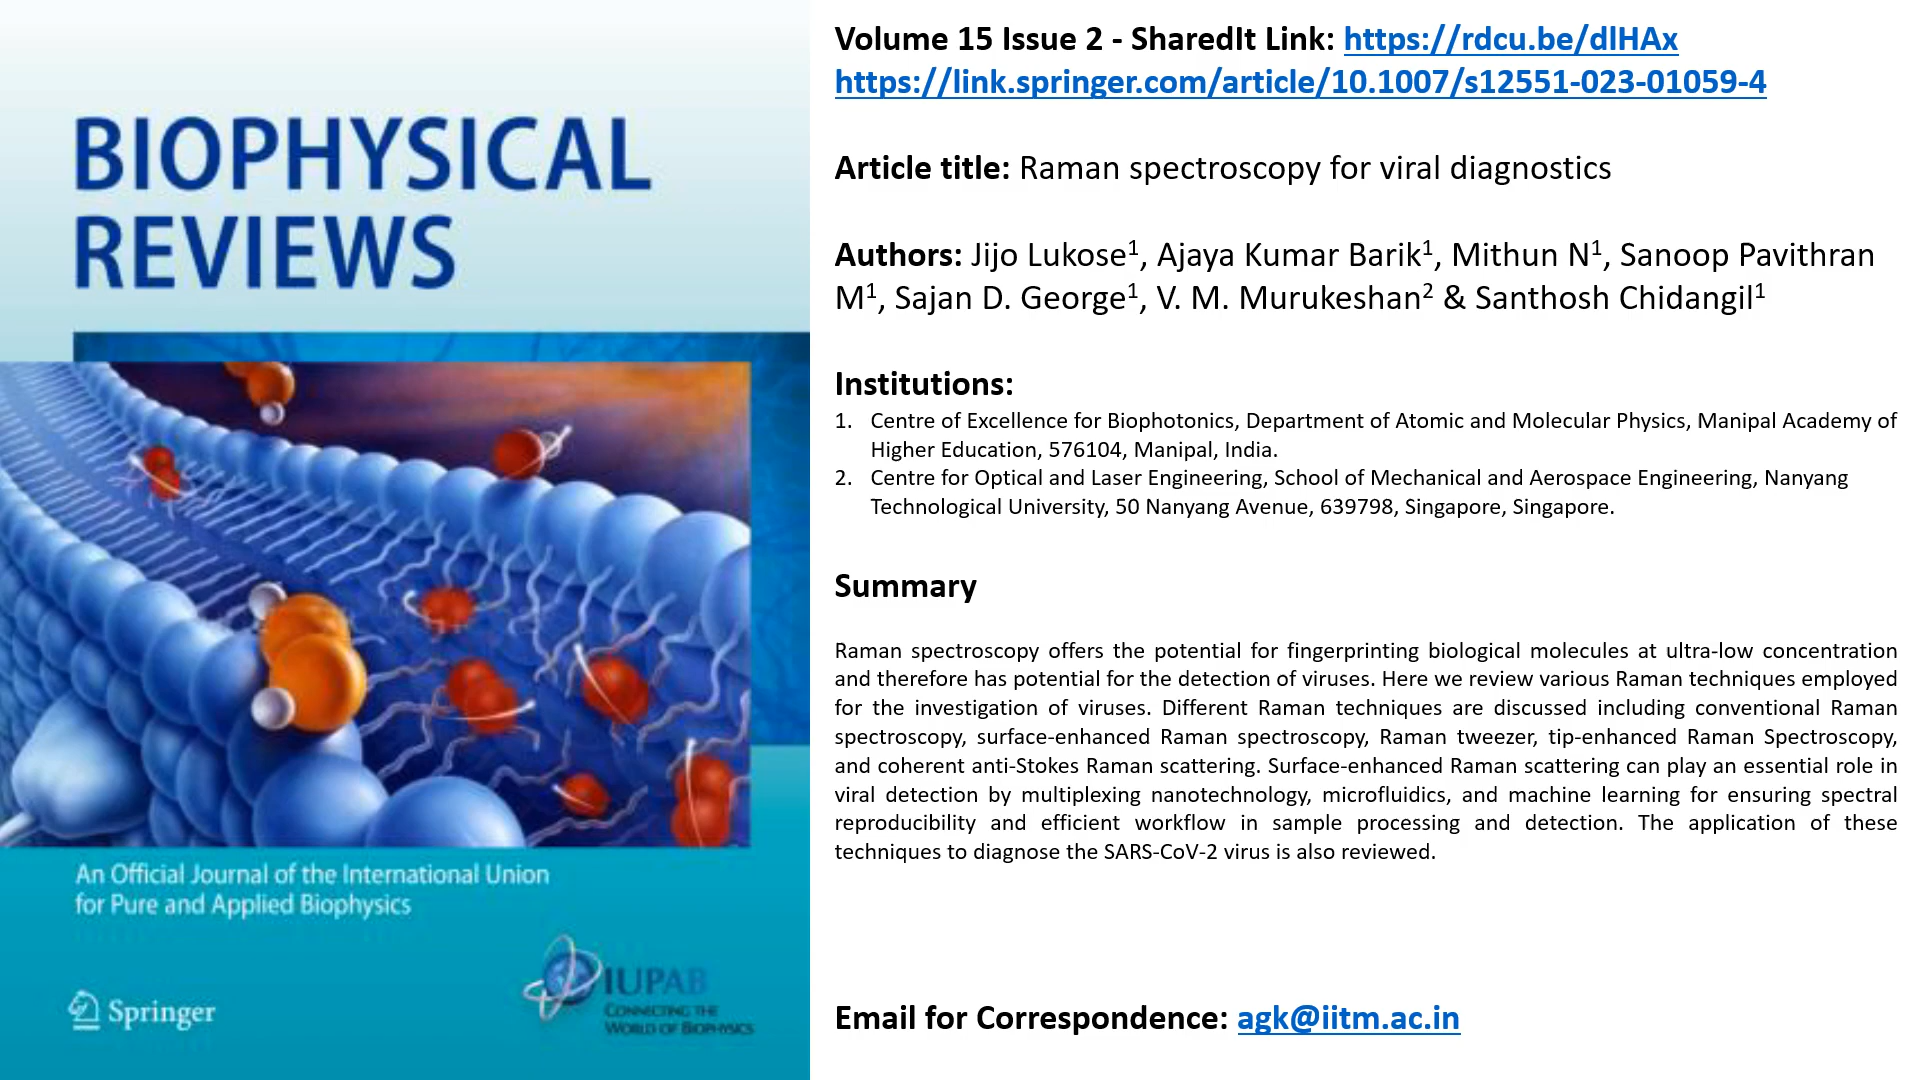 BIOPHYSICAL
REVIEWS
An Official Journal of the International Union
for Pure and Applied Biophysics
Springer
IUPAB
CONNECTING THE
WORLD OF BIOPHYSICS
Volume 15 Issue 2 - SharedIt Link: https://rdcu.be/dlHAx
https://link.springer.com/article/10.1007/s12551-023-01059-4
Article title: Raman spectroscopy for viral diagnostics
Authors: Jijo Lukose¹, Ajaya Kumar Barik¹, Mithun N¹, Sanoop Pavithran
M¹, Sajan D. George¹, V. M. Murukeshan² & Santhosh Chidangil¹
Institutions:
1. Centre of Excellence for Biophotonics, Department of Atomic and Molecular Physics, Manipal Academy of
Higher Education, 576104, Manipal, India.
2. Centre for Optical and Laser Engineering, School of Mechanical and Aerospace Engineering, Nanyang
Technological University, 50 Nanyang Avenue, 639798, Singapore, Singapore.
Summary
Raman spectroscopy offers the potential for fingerprinting biological molecules at ultra-low concentration
and therefore has potential for the detection of viruses. Here we review various Raman techniques employed
for the investigation of viruses. Different Raman techniques are discussed including conventional Raman
spectroscopy, surface-enhanced Raman spectroscopy, Raman tweezer, tip-enhanced Raman Spectroscopy,
and coherent anti-Stokes Raman scattering. Surface-enhanced Raman scattering can play an essential role in
viral detection by multiplexing nanotechnology, microfluidics, and machine learning for ensuring spectral
reproducibility and efficient workflow in sample processing and detection. The application of these
techniques to diagnose the SARS-CoV-2 virus is also reviewed.
Email for Correspondence: agk@iitm.ac.in